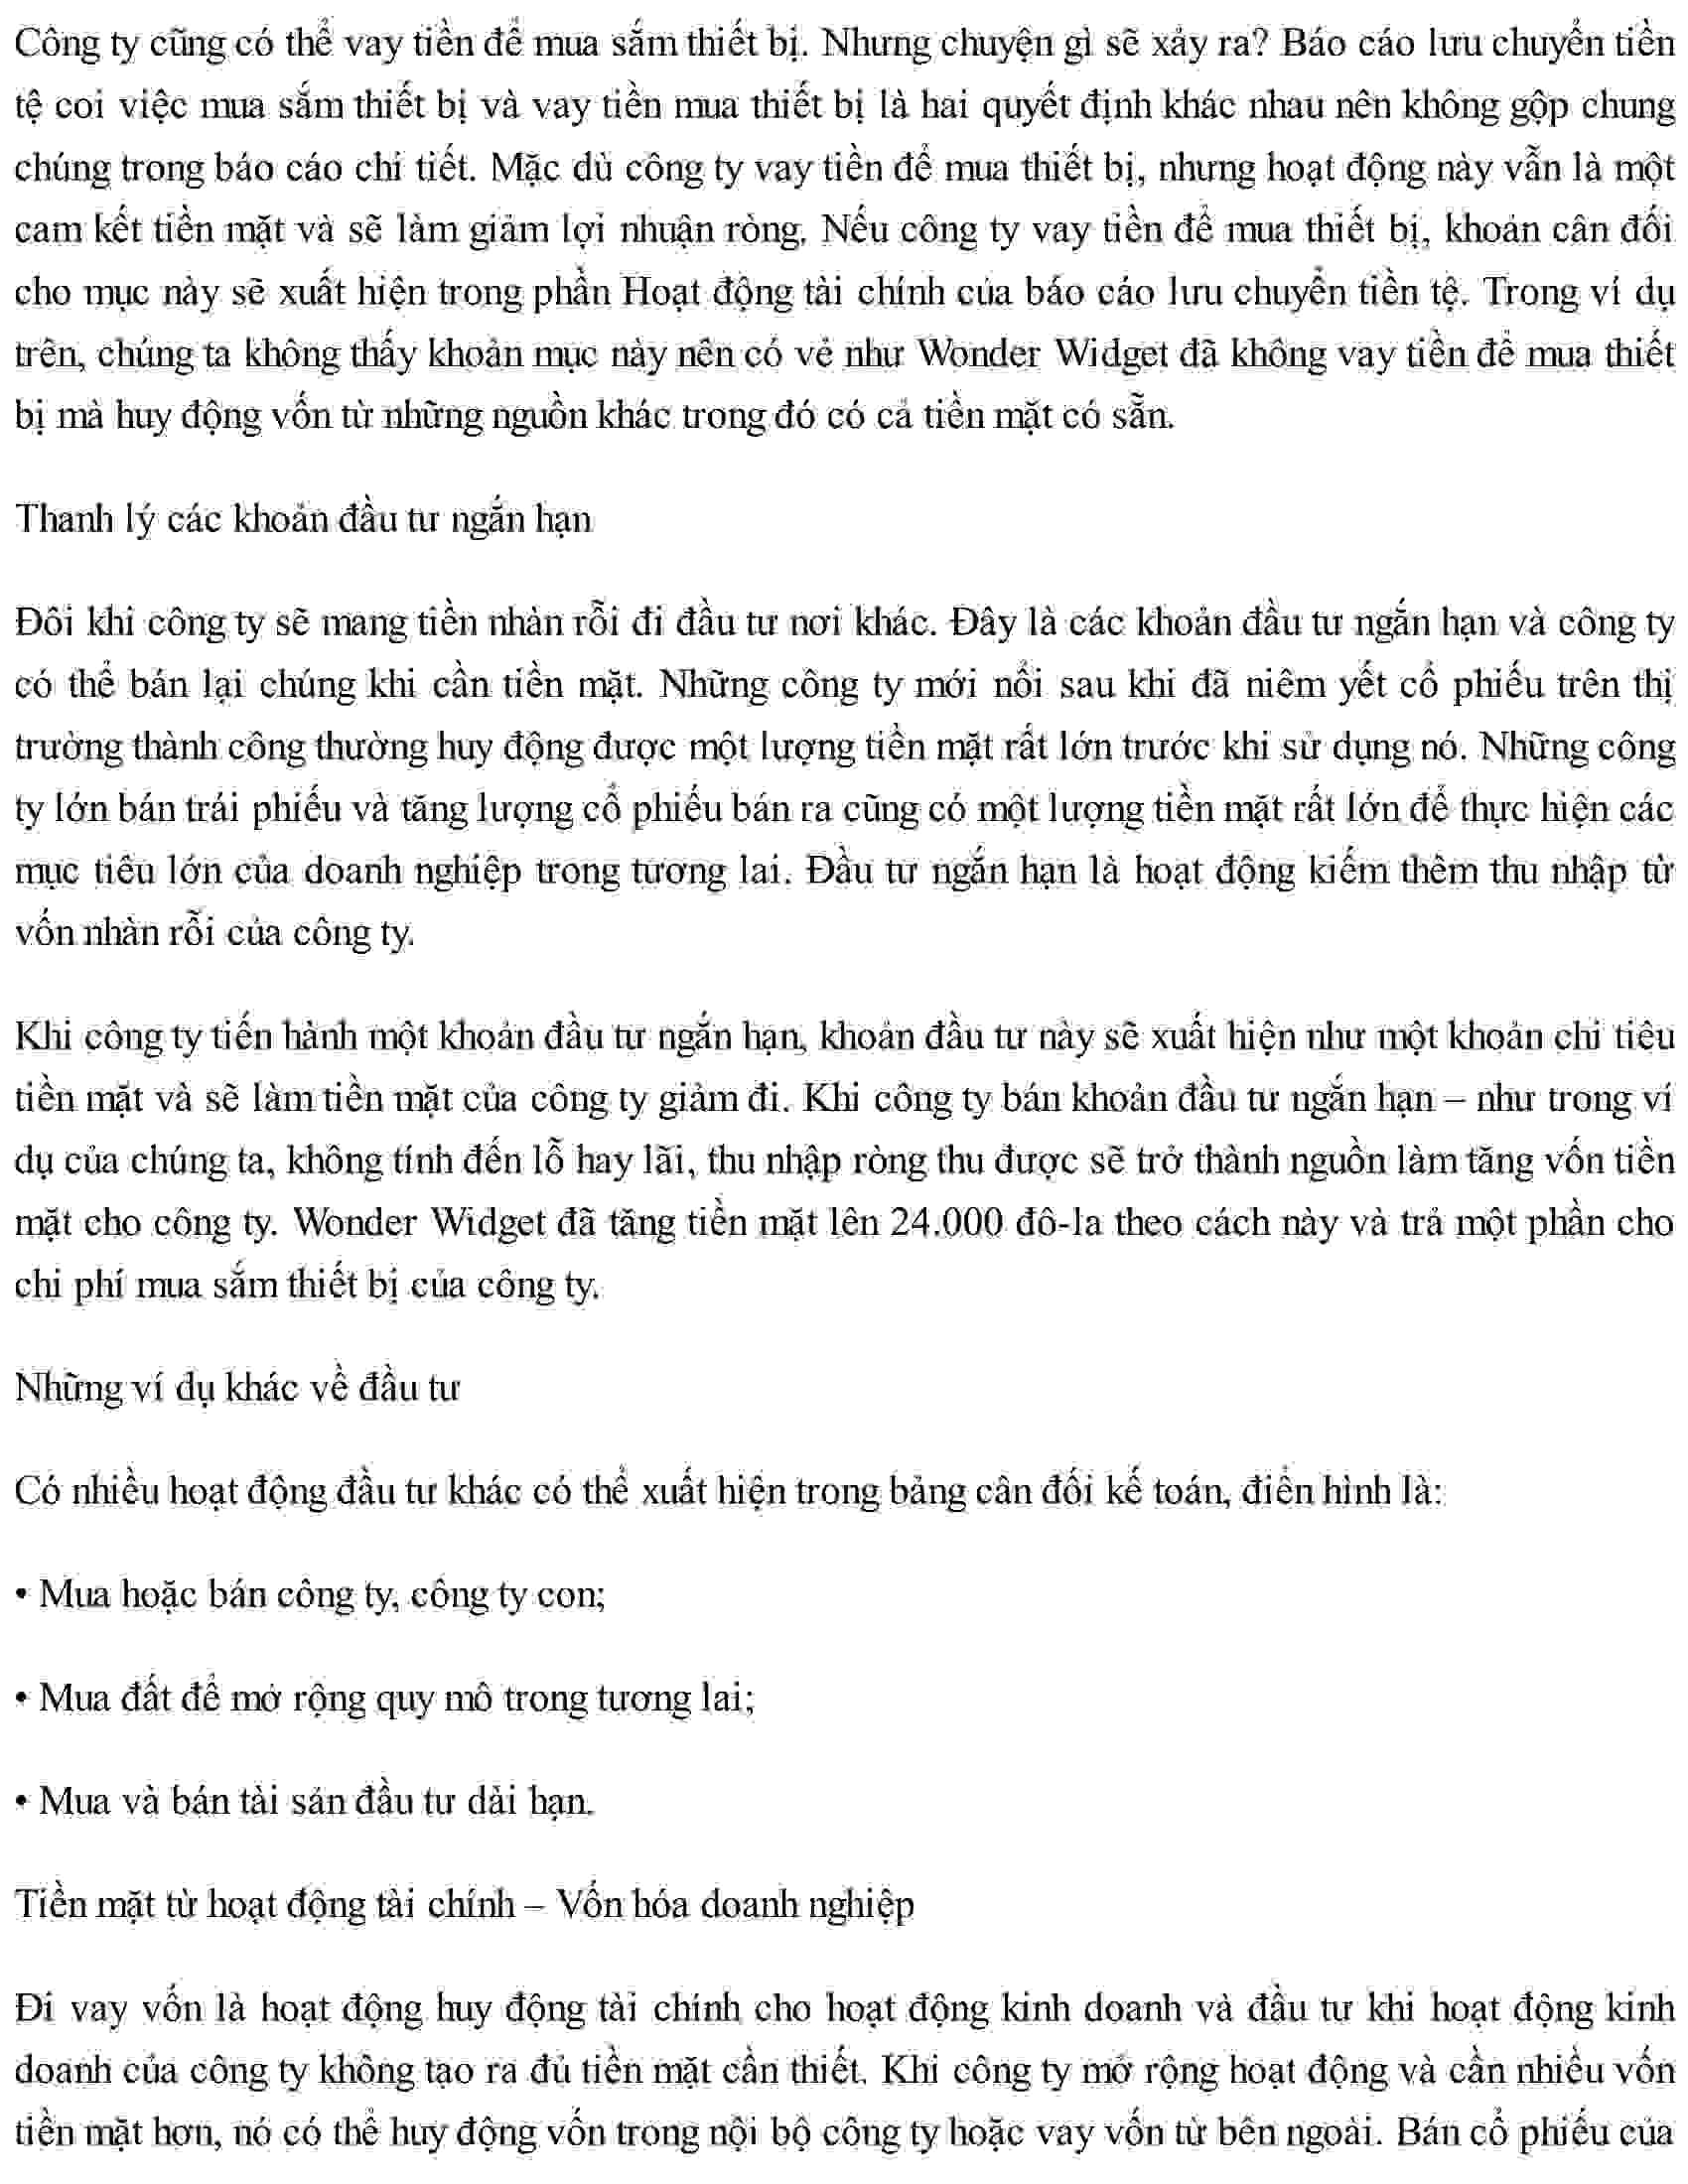 Công ty cũng có thể vay tiền để mua sắm thiết bị. Nhưng chuyện gì sẽ xảy ra? Báo cáo lưu chuyển tiền
tệ coi việc mua sắm thiết bị và vay tiền mua thiết bị là hai quyết định khác nhau nên không gộp chung
chúng trong báo cáo chi tiết. Mặc dù công ty vay tiền để mua thiết bị, nhưng hoạt động này vẫn là một
cam kết tiền mặt và sẽ làm giảm lợi nhuận ròng. Nếu công ty vay tiền để mua thiết bị, khoản cân đối
cho mục này sẽ xuất hiện trong phần Hoạt động tài chính của báo cáo lưu chuyển tiền tệ. Trong ví dụ
trên, chúng ta không thấy khoản mục này nên có vẻ như Wonder Widget đã không vay tiền để mua thiết
bị mà huy động vốn từ những nguồn khác trong đó có cả tiền mặt có sẵn.
Thanh lý các khoản đầu tư ngắn hạn
Đôi khi công ty sẽ mang tiền nhàn rỗi đi đầu tư nơi khác. Đây là các khoản đầu tư ngắn hạn và công ty
có thể bán lại chúng khi cần tiền mặt. Những công ty mới nổi sau khi đã niêm yết cổ phiếu trên thị
trường thành công thường huy động được một lượng tiền mặt rất lớn trước khi sử dụng nó. Những công
ty lớn bán trái phiếu và tăng lượng cổ phiếu bán ra cũng có một lượng tiền mặt rất lớn để thực hiện các
mục tiêu lớn của doanh nghiệp trong tương lai. Đầu tư ngắn hạn là hoạt động kiếm thêm thu nhập từ
vốn nhàn rỗi của công ty.
Khi công ty tiến hành một khoản đầu tư ngắn hạn, khoản đầu tư này sẽ xuất hiện như một khoản chi tiêu
tiền mặt và sẽ làm tiền mặt của công ty giảm đi. Khi công ty bán khoản đầu tư ngắn hạn – như trong ví
dụ của chúng ta, không tính đến lỗ hay lãi, thu nhập ròng thu được sẽ trở thành nguồn làm tăng vốn tiền
mặt cho công ty. Wonder Widget đã tăng tiền mặt lên 24.000 đô-la theo cách này và trả một phần cho
chi phí mua sắm thiết bị của công ty.
Những ví dụ khác về đầu tư
Có nhiều hoạt động đầu tư khác có thể xuất hiện trong bảng cân đối kế toán, điển hình là:
• Mua hoặc bán công ty, công ty con;
• Mua đất để mở rộng quy mô trong tương lai;
• Mua và bán tài sản đầu tư dài hạn.
Tiền mặt từ hoạt động tài chính – Vốn hóa doanh nghiệp
Đi vay vốn là hoạt động huy động tài chính cho hoạt động kinh doanh và đầu tư khi hoạt động kinh
doanh của công ty không tạo ra đủ tiền mặt cần thiết. Khi công ty mở rộng hoạt động và cần nhiều vốn
tiền mặt hơn, nó có thể huy động vốn trong nội bộ công ty hoặc vay vốn từ bên ngoài. Bán cổ phiếu của